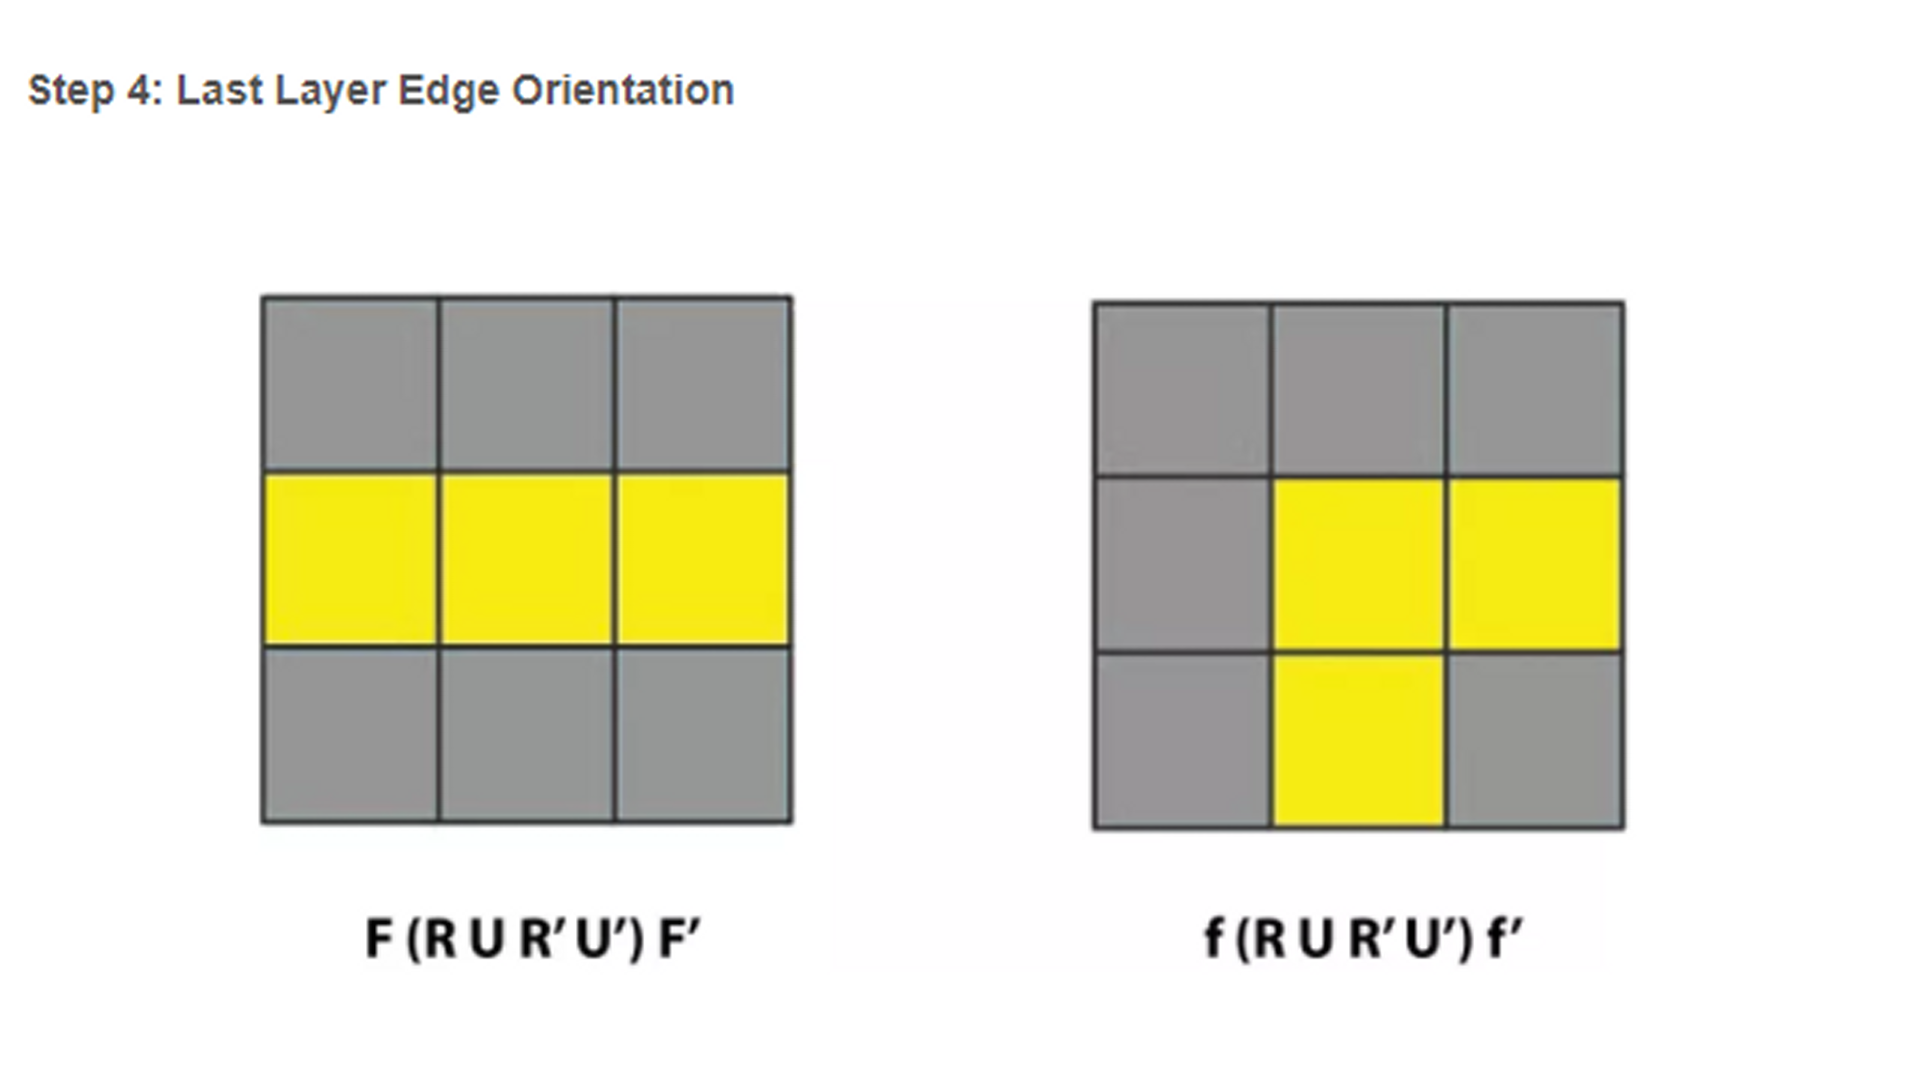 Step 4: Last Layer Edge Orientation
F (R U R′ U′) F′
f (R U R′ U′) f′